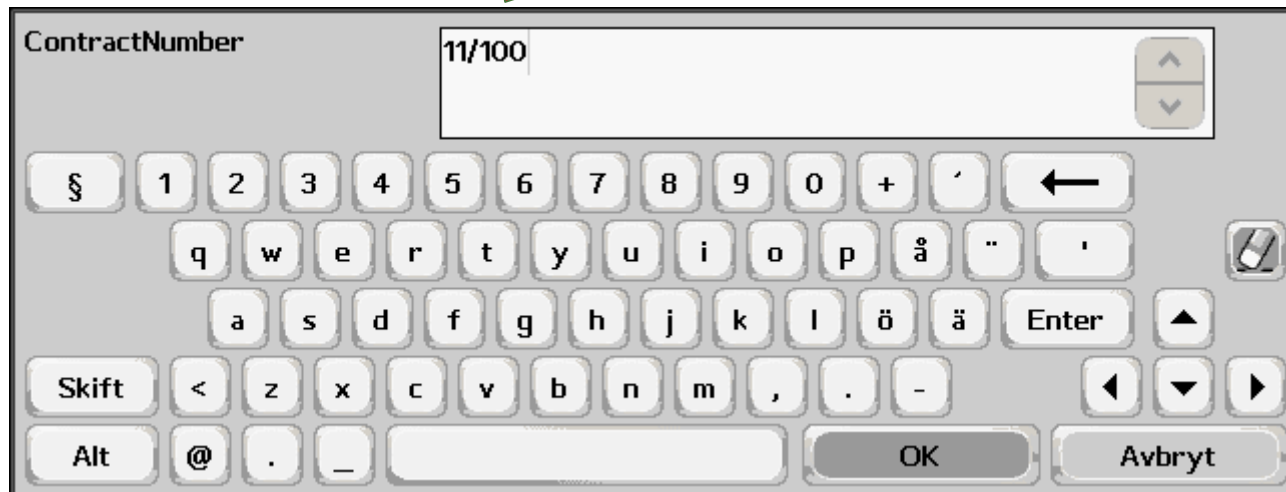 ContractNumber
11/100
§ 1 2 3 4 5 6 7 8 9 0 + ´
q w e r t y u i o p å ¨ '
a s d f g h j k l ö ä Enter
Skift < z x c v b n m , . -
Alt @ . _ OK Avbryt